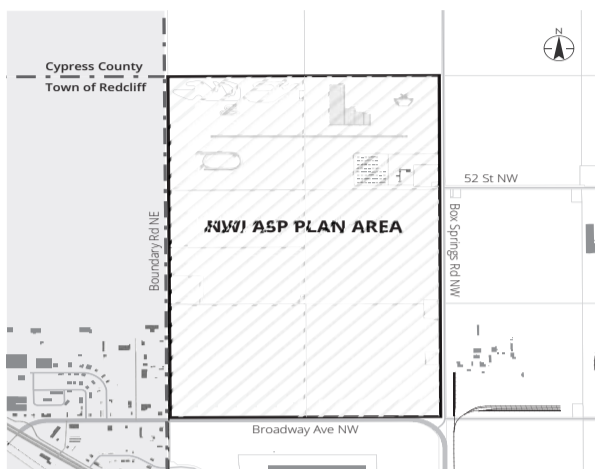 N
Cypress County
Town of Redcliff
52 St NW
NWI ASP PLAN AREA
Boundary Rd NE
Box Springs Rd NW
Broadway Ave NW